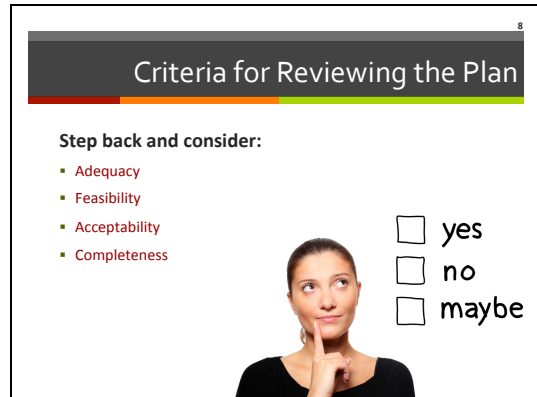 8
Criteria for Reviewing the Plan
Step back and consider:
▪ Adequacy
▪ Feasibility
▪ Acceptability
▪ Completeness
yes
no
maybe